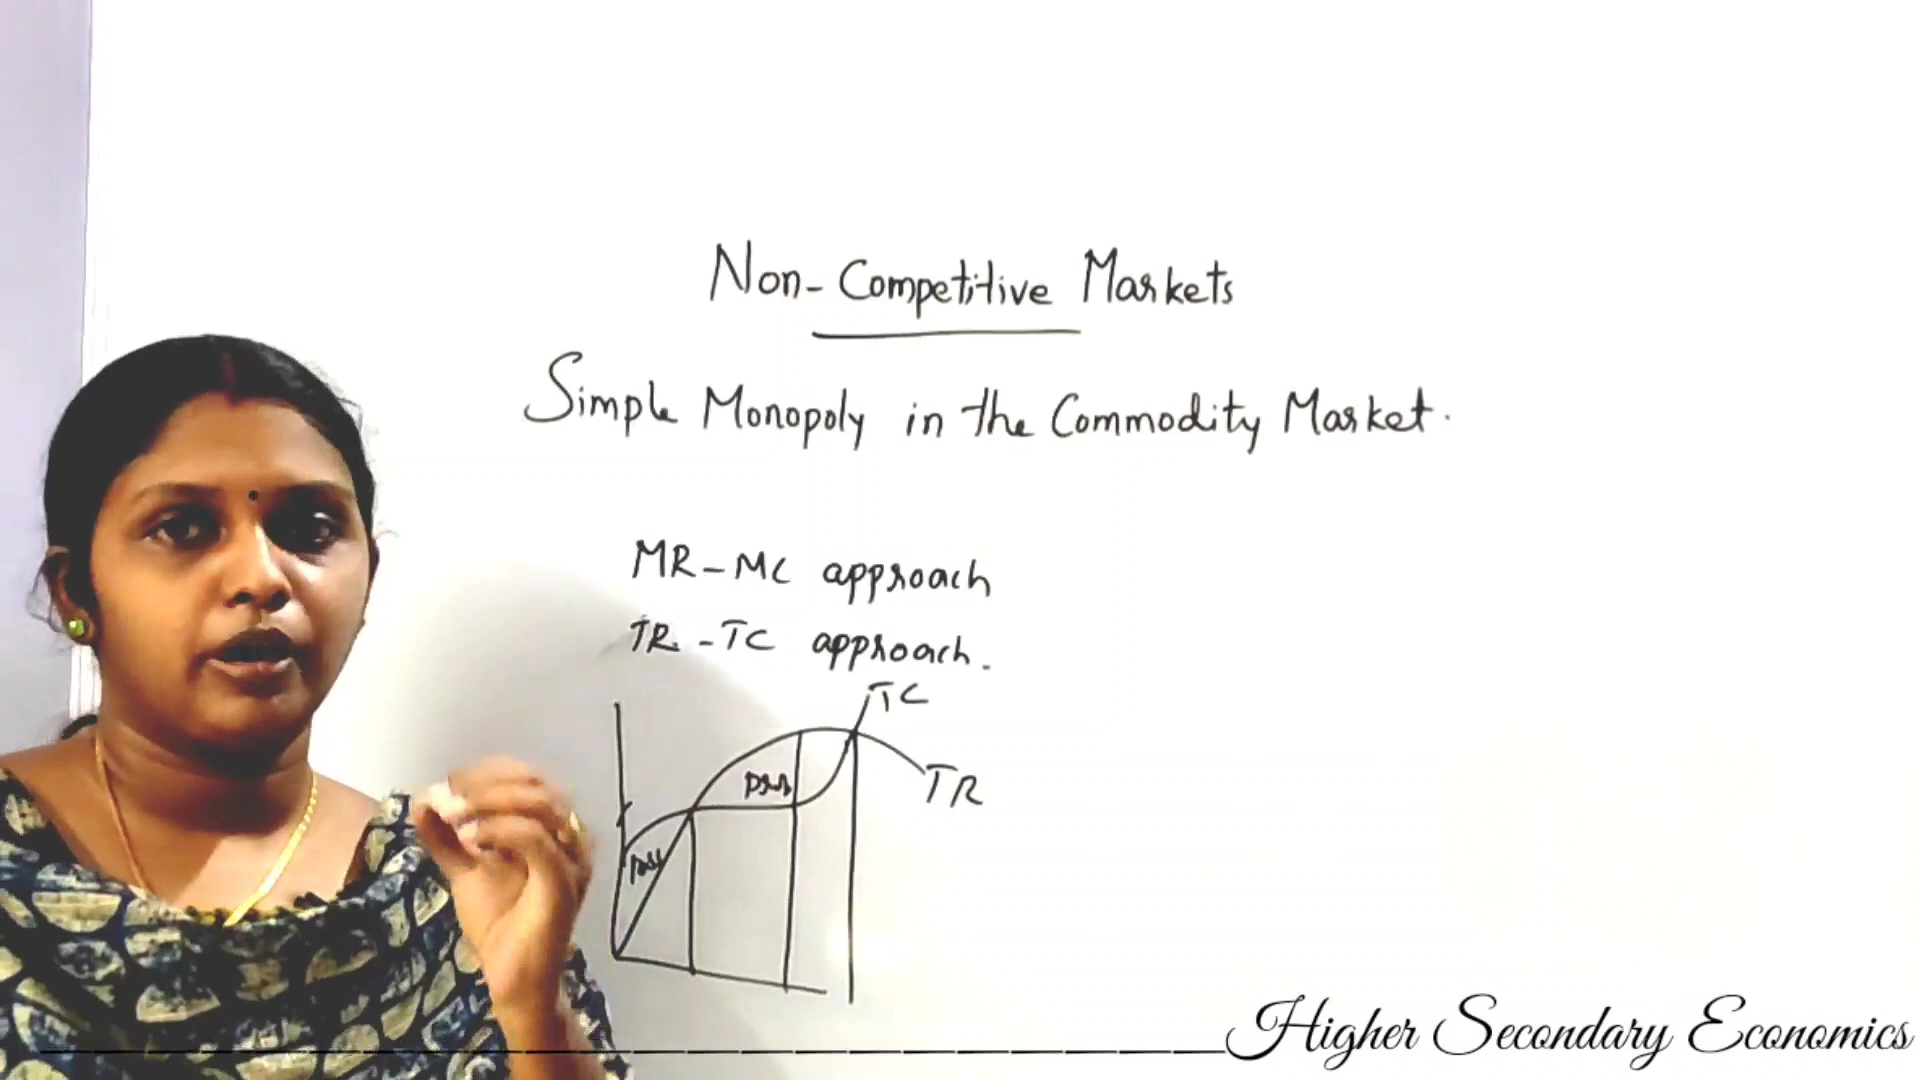 Non-Competitive Markets
Simple Monopoly in the Commodity Market.
MR-MC approach
TR-TC approach.
TC
TR
Higher Secondary Economics